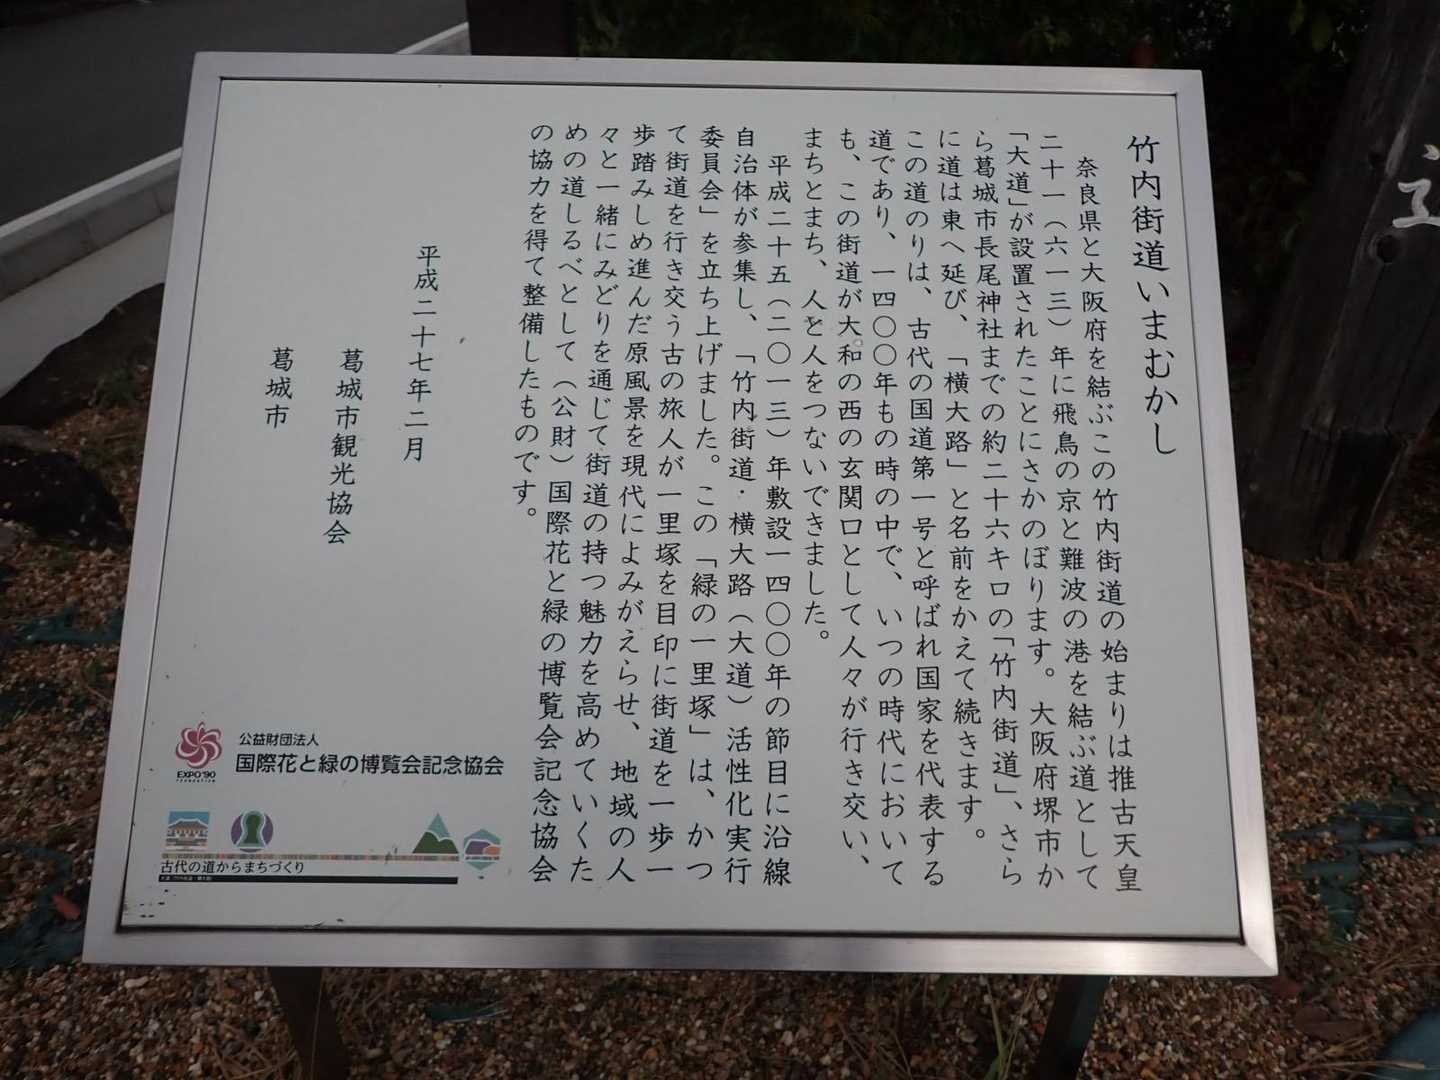 竹内街道いまむかし
奈良県と大阪府を結ぶこの竹内街道の始まりは推古天皇
二十一（六一三）年に飛鳥の京と難波の港を結ぶ道として
「大道」が設置されたことにさかのぼります。大阪府堺市か
ら葛城市長尾神社までの約二十六キロの「竹内街道」、さら
に道は東へ延び、「横大路」と名前をかえて続きます。
この道のりは、古代の国道第一号と呼ばれ国家を代表する
道であり、一四〇〇年もの時の中で、いつの時代において
も、この街道が大和の西の玄関口として人々が行き交い、
まちとまち、人と人をつないできました。
平成二十五（二〇一三）年敷設一四〇〇年の節目に沿線
自治体が参集し、「竹内街道・横大路（大道）活性化実行
委員会」を立ち上げました。この「緑の一里塚」は、かつ
て街道を行き交う古の旅人が一里塚を目印に街道を一歩一
歩踏みしめ進んだ原風景を現代によみがえらせ、地域の人
々と一緒にみどりを通じて街道の持つ魅力を高めていくた
めの道しるべとして（公財）国際花と緑の博覧会記念協会
の協力を得て整備したものです。
平成二十七年二月
葛城市観光協会
葛城市
EXPO'90
FOUNDATION
公益財団法人
国際花と緑の博覧会記念協会
古代の道からまちづくり